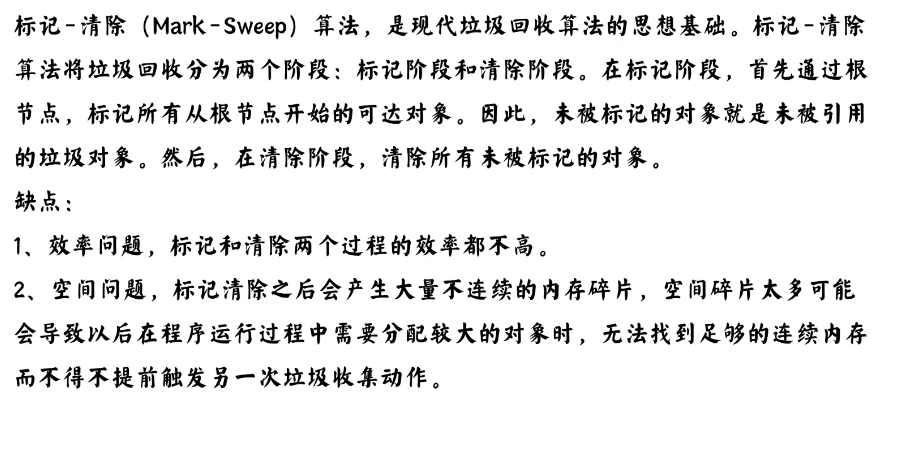 标记-清除（Mark-Sweep）算法，是现代垃圾回收算法的思想基础。标记-清除
算法将垃圾回收分为两个阶段：标记阶段和清除阶段。在标记阶段，首先通过根
节点，标记所有从根节点开始的可达对象。因此，未被标记的对象就是未被引用
的垃圾对象。然后，在清除阶段，清除所有未被标记的对象。
缺点：
1、效率问题，标记和清除两个过程的效率都不高。
2、空间问题，标记清除之后会产生大量不连续的内存碎片，空间碎片太多可能
会导致以后在程序运行过程中需要分配较大的对象时，无法找到足够的连续内存
而不得不提前触发另一次垃圾收集动作。